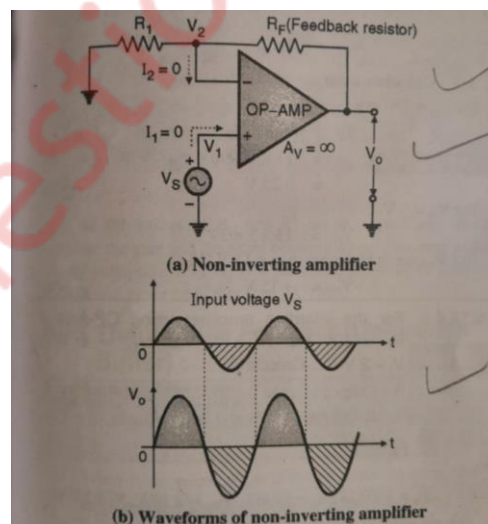 R1 V2 RF(Feedback resistor)
I2 = 0
−
OP-AMP
I1 = 0
+
V1 AV = ∞
+
VS
−
Vo
(a) Non-inverting amplifier
Input voltage VS
0 t
Vo
0 t
(b) Waveforms of non-inverting amplifier